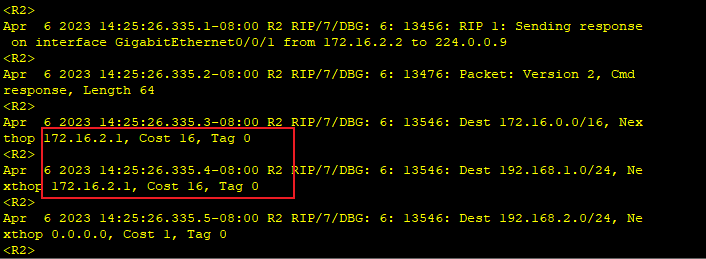 <R2>
Apr  6 2023 14:25:26.335.1-08:00 R2 RIP/7/DBG: 6: 13456: RIP 1: Sending response
 on interface GigabitEthernet0/0/1 from 172.16.2.2 to 224.0.0.9
<R2>
Apr  6 2023 14:25:26.335.2-08:00 R2 RIP/7/DBG: 6: 13476: Packet: Version 2, Cmd
response, Length 64
<R2>
Apr  6 2023 14:25:26.335.3-08:00 R2 RIP/7/DBG: 6: 13546: Dest 172.16.0.0/16, Nex
thop 172.16.2.1, Cost 16, Tag 0
<R2>
Apr  6 2023 14:25:26.335.4-08:00 R2 RIP/7/DBG: 6: 13546: Dest 192.168.1.0/24, Ne
xthop 172.16.2.1, Cost 16, Tag 0
<R2>
Apr  6 2023 14:25:26.335.5-08:00 R2 RIP/7/DBG: 6: 13546: Dest 192.168.2.0/24, Ne
xthop 0.0.0.0, Cost 1, Tag 0
<R2>